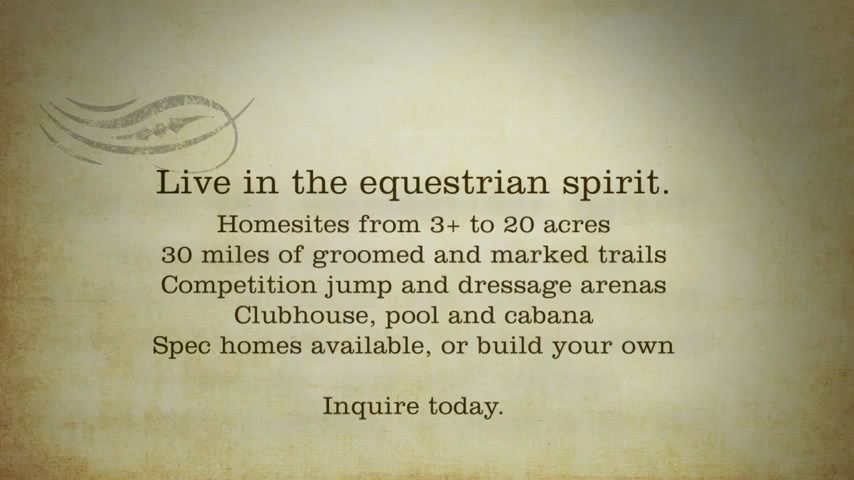 Live in the equestrian spirit.
Homesites from 3+ to 20 acres
30 miles of groomed and marked trails
Competition jump and dressage arenas
Clubhouse, pool and cabana
Spec homes available, or build your own
Inquire today.